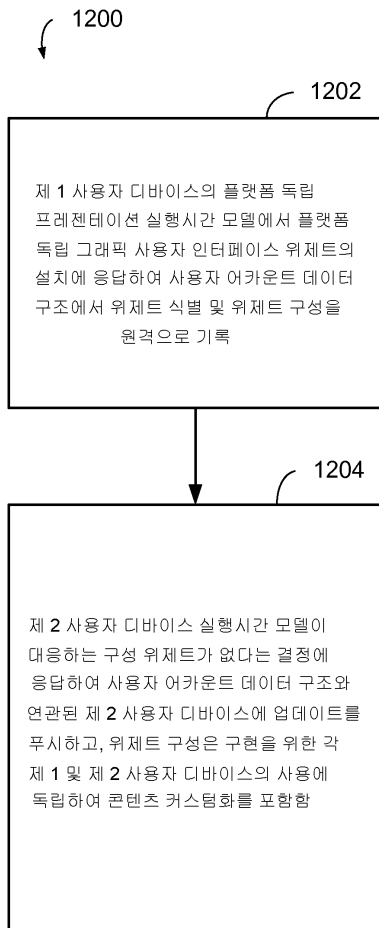 1200
1202
제 1 사용자 디바이스의 플랫폼 독립
프레젠테이션 실행시간 모델에서 플랫폼
독립 그래픽 사용자 인터페이스 위제트의
설치에 응답하여 사용자 어카운트 데이터
구조에서 위제트 식별 및 위제트 구성을
원격으로 기록
1204
제 2 사용자 디바이스 실행시간 모델이
대응하는 구성 위제트가 없다는 결정에
응답하여 사용자 어카운트 데이터 구조와
연관된 제 2 사용자 디바이스에 업데이트를
푸시하고, 위제트 구성은 구현을 위한 각
제 1 및 제 2 사용자 디바이스의 사용에
독립하여 콘텐츠 커스텀화를 포함함